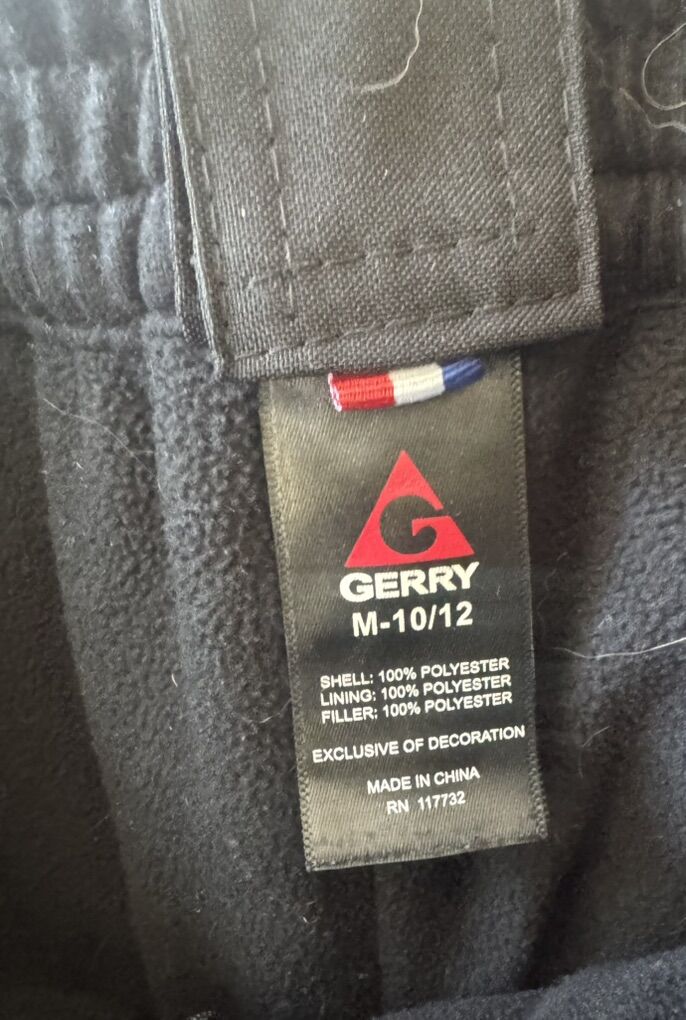 G
GERRY
M-10/12
SHELL: 100% POLYESTER
LINING: 100% POLYESTER
FILLER: 100% POLYESTER
EXCLUSIVE OF DECORATION
MADE IN CHINA
RN 117732